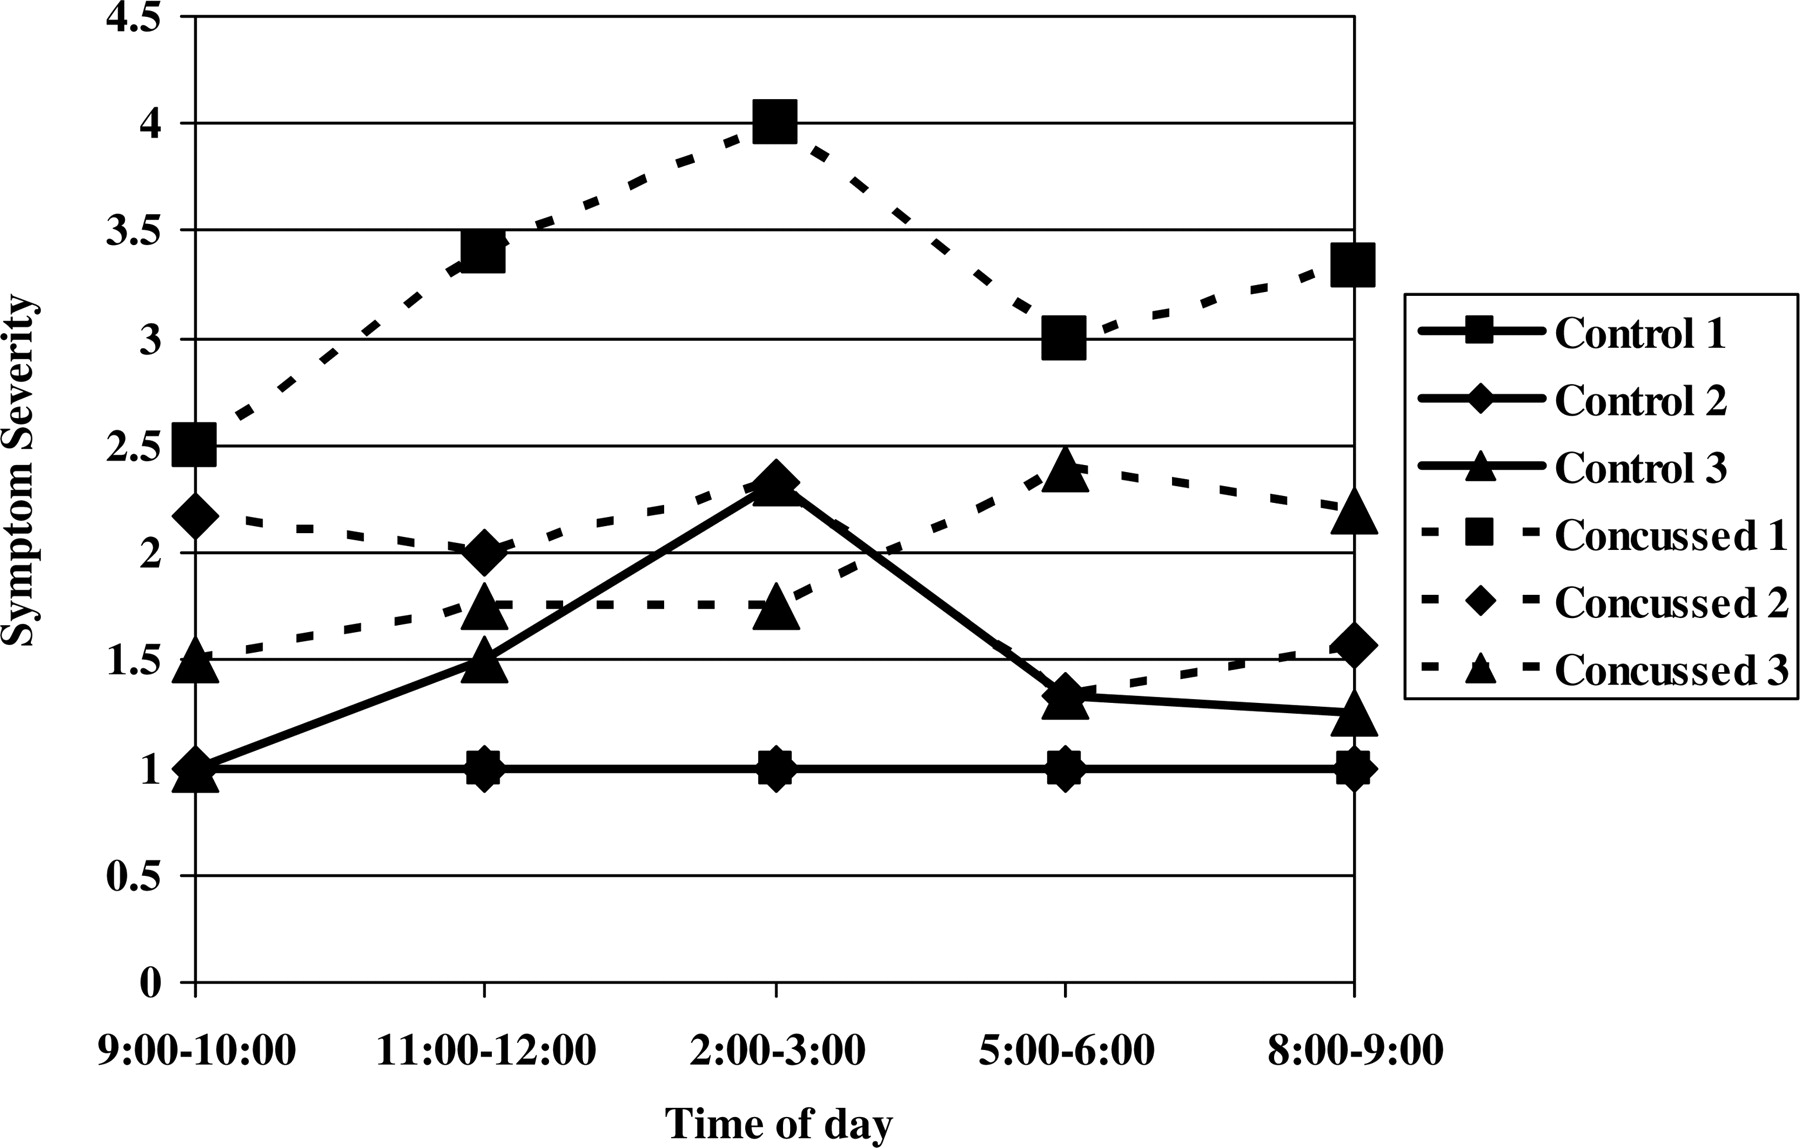 4.5
4
3.5
3
2.5
2
1.5
1
0.5
0
Symptom Severity
9:00-10:00 11:00-12:00 2:00-3:00 5:00-6:00 8:00-9:00
Time of day
Control 1
Control 2
Control 3
Concussed 1
Concussed 2
Concussed 3